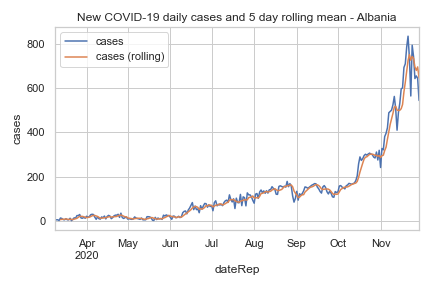 New COVID-19 daily cases and 5 day rolling mean - Albania
cases
cases (rolling)
800
600
400
200
0
cases
Apr May Jun Jul Aug Sep Oct Nov
2020
dateRep